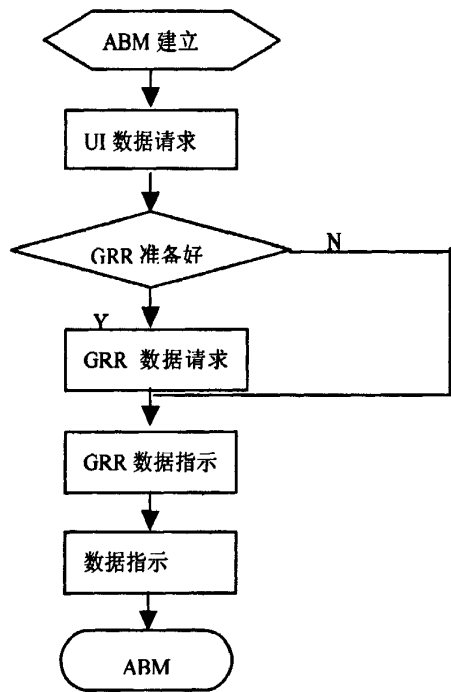 ABM 建立
UI 数据请求
GRR 准备好
N
Y
GRR 数据请求
GRR 数据指示
数据指示
ABM